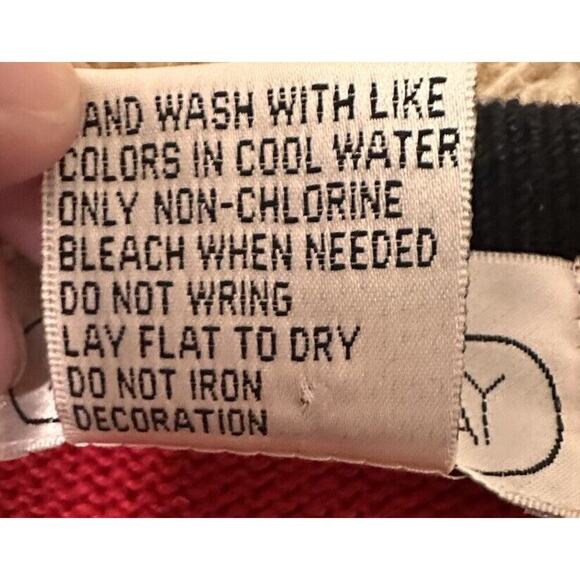 AND WASH WITH LIKE
COLORS IN COOL WATER
ONLY NON-CHLORINE
BLEACH WHEN NEEDED
DO NOT WRING
LAY FLAT TO DRY
DO NOT IRON
DECORATION